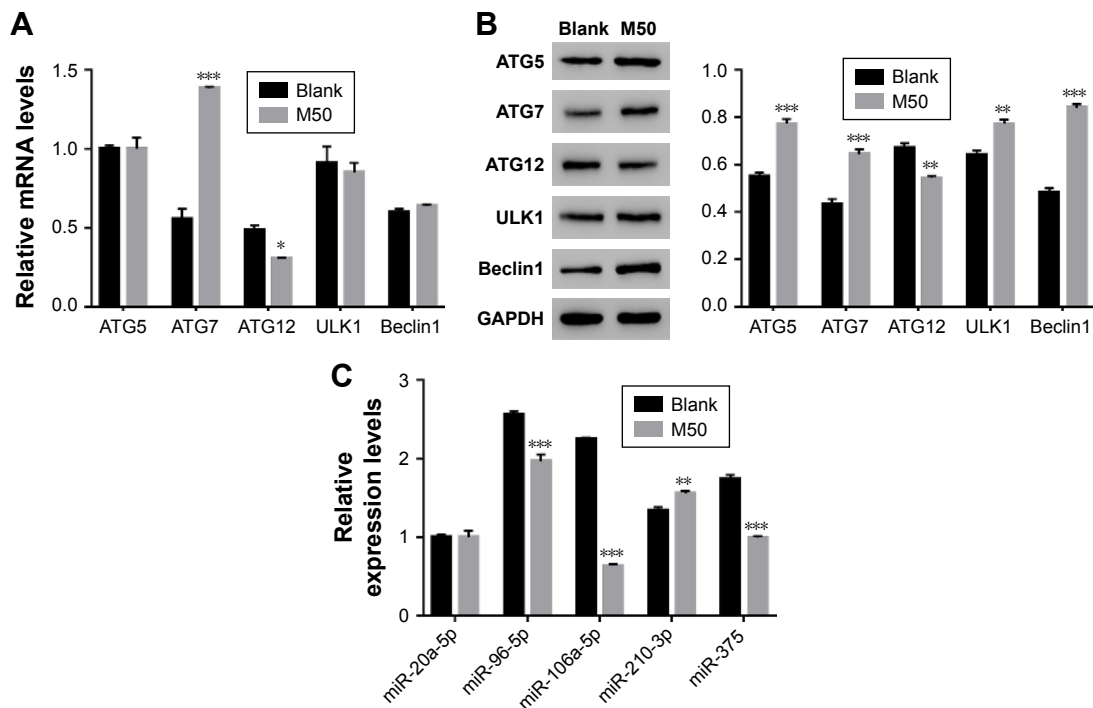 A
Relative mRNA levels
1.5
1.0
0.5
0.0
***
*
Blank
M50
ATG5 ATG7 ATG12 ULK1 Beclin1
B
Blank M50
ATG5
ATG7
ATG12
ULK1
Beclin1
GAPDH
1.0
0.8
0.6
0.4
0.2
0.0
Blank
M50
*** *** ** ** ***
ATG5 ATG7 ATG12 ULK1 Beclin1
C
Relative
expression levels
3
2
1
0
Blank
M50
*** *** ** ***
miR-20a-5p
miR-96-5p
miR-106a-5p
miR-210-3p
miR-375